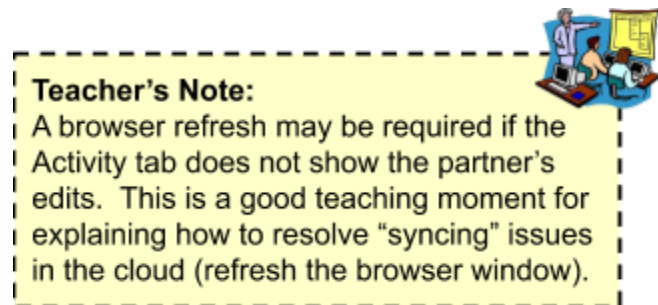 Teacher's Note:
A browser refresh may be required if the
Activity tab does not show the partner's
edits.  This is a good teaching moment for
explaining how to resolve “syncing” issues
in the cloud (refresh the browser window).